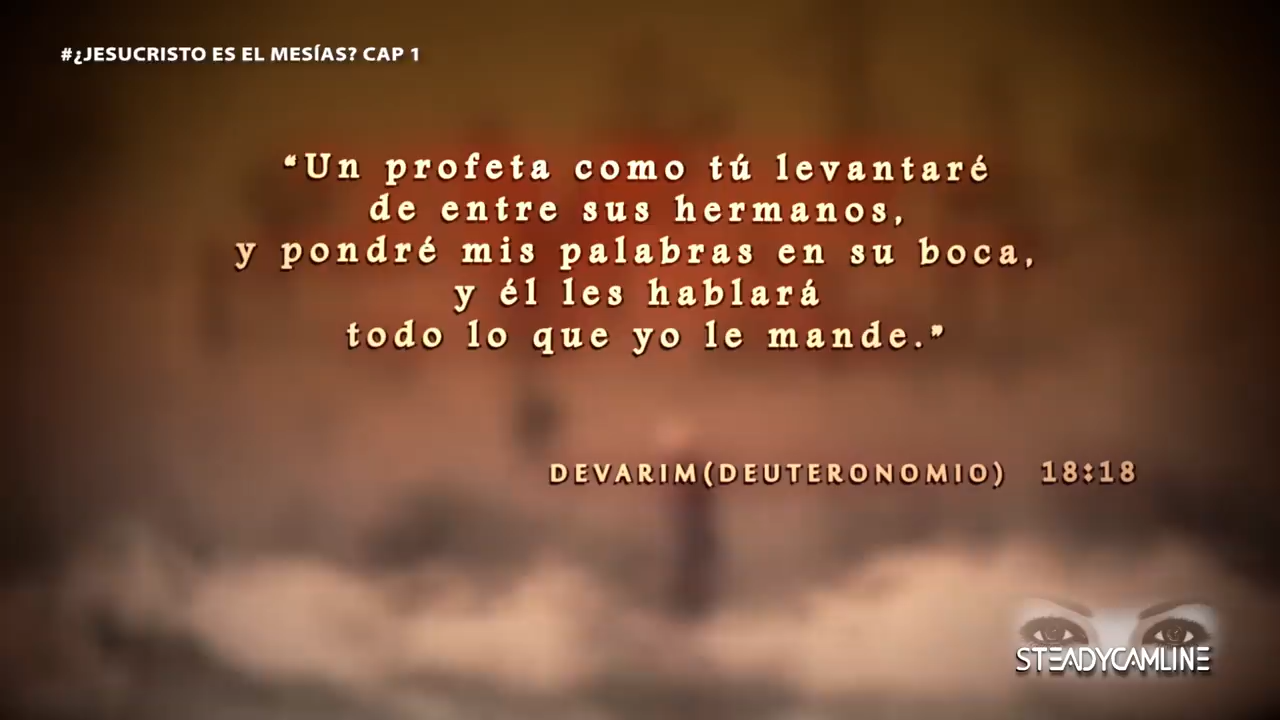 #¿JESUCRISTO ES EL MESÍAS? CAP 1
“Un profeta como tú levantaré
de entre sus hermanos,
y pondré mis palabras en su boca,
y él les hablará
todo lo que yo le mande.”
DEVARIM(DEUTERONOMIO) 18:18
STEADYCAMLINE